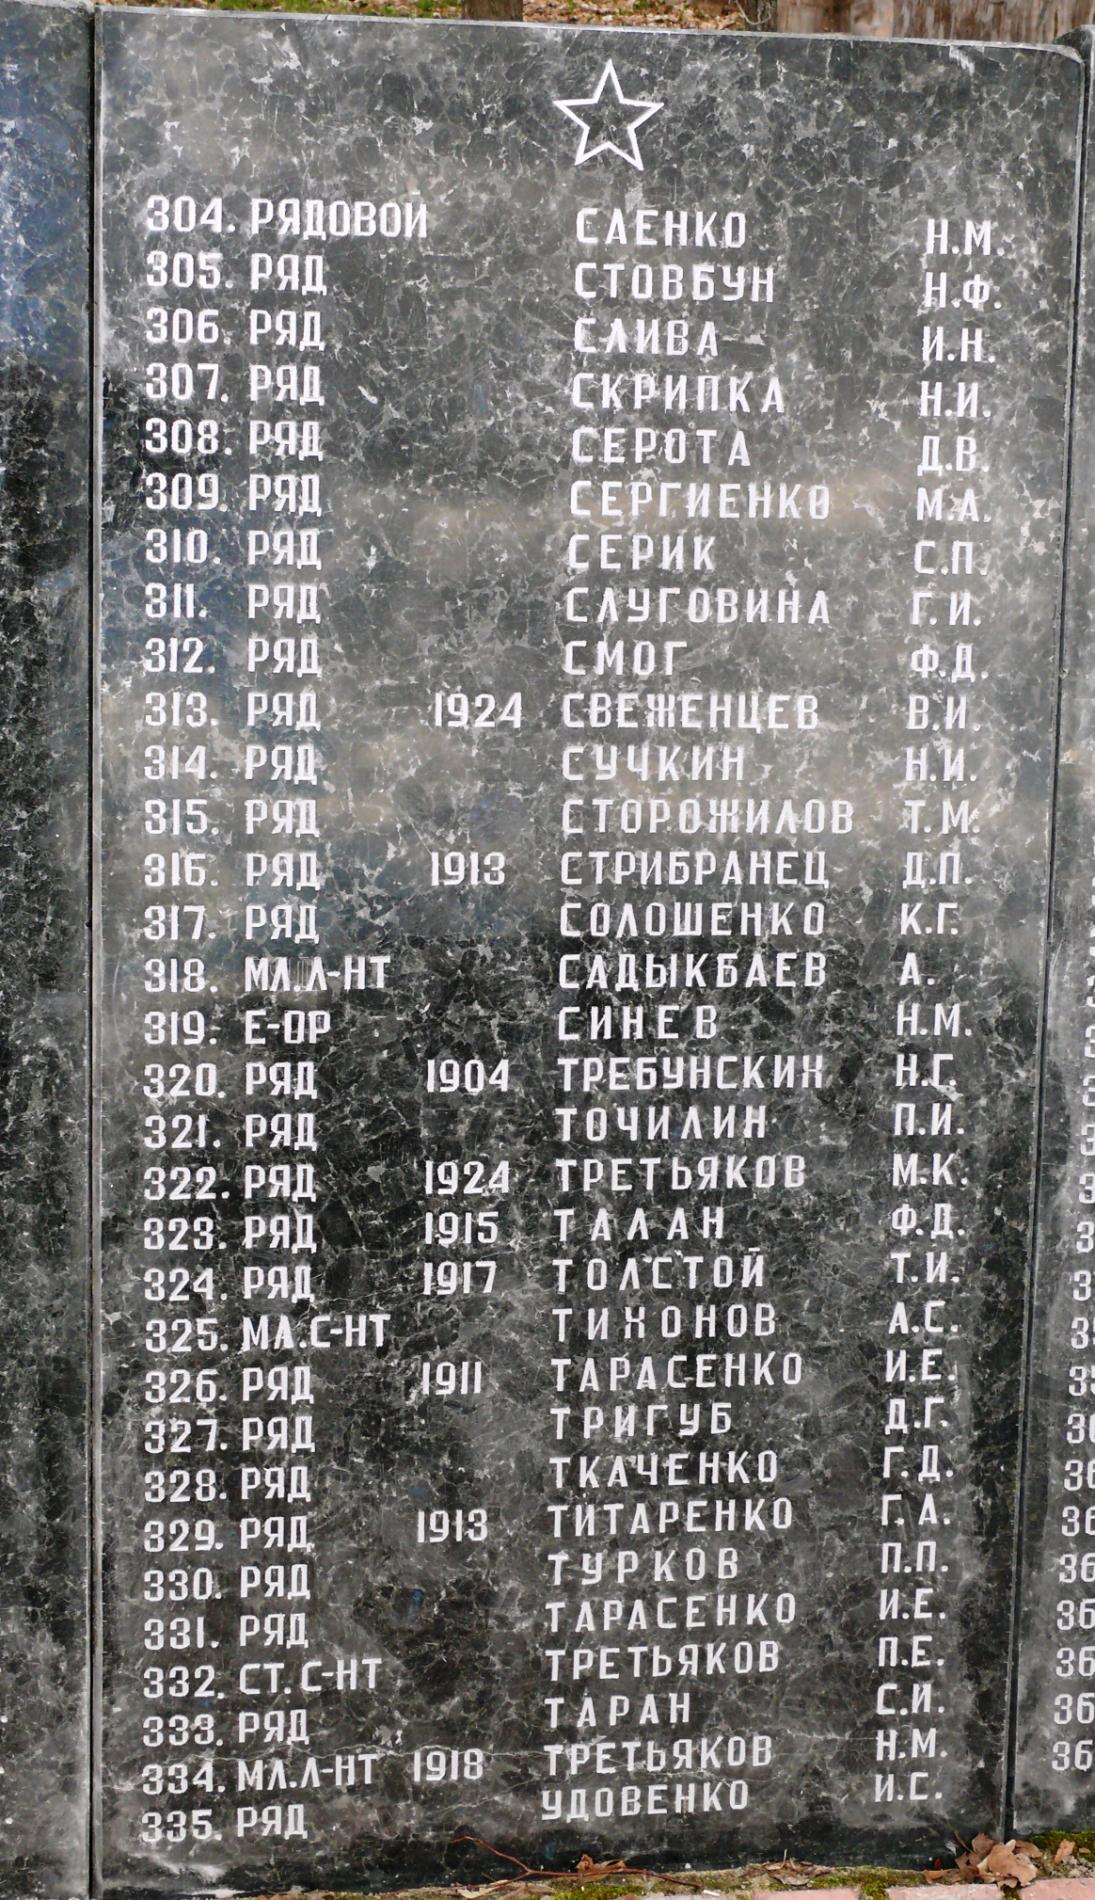 304. РЯДОВОЙ САЕНКО Н.М.
305. РЯД СТОВБУН Н.Ф.
306. РЯД СЛИВА И.Н.
307. РЯД СКРИПКА Н.И.
308. РЯД СЕРОТА Д.В.
309. РЯД СЕРГИЕНКО М.А.
310. РЯД СЕРИК С.П.
311. РЯД СЛУГОВИНА Г.И.
312. РЯД СМОГ Ф.Д.
313. РЯД 1924 СВЕЖЕНЦЕВ В.И.
314. РЯД СУЧКИН Н.И.
315. РЯД СТОРОЖИЛОВ Т.М.
316. РЯД 1913 СТРИБРАНЕЦ Д.П.
317. РЯД СОЛОШЕНКО К.Г.
318. МЛ.Л-НТ САДЫКБАЕВ А.
319. Е-ОР СИНЕВ Н.М.
320. РЯД 1904 ТРЕБУНСКИХ Н.Г.
321. РЯД ТОЧИЛИН П.И.
322. РЯД 1924 ТРЕТЬЯКОВ М.К.
323. РЯД 1915 ТАЛАН Ф.Д.
324. РЯД 1917 ТОЛСТОЙ Т.И.
325. МЛ.С-НТ ТИХОНОВ А.С.
326. РЯД 1911 ТАРАСЕНКО И.Е.
327. РЯД ТРИГУБ Д.Г.
328. РЯД ТКАЧЕНКО Г.Д.
329. РЯД 1913 ТИТАРЕНКО Г.А.
330. РЯД ТУРКОВ П.П.
331. РЯД ТАРАСЕНКО И.Е.
332. СТ.С-НТ ТРЕТЬЯКОВ П.Е.
333. РЯД ТАРАН С.И.
334. МЛ.Л-НТ 1918 ТРЕТЬЯКОВ Н.М.
335. РЯД УДОВЕНКО И.С.